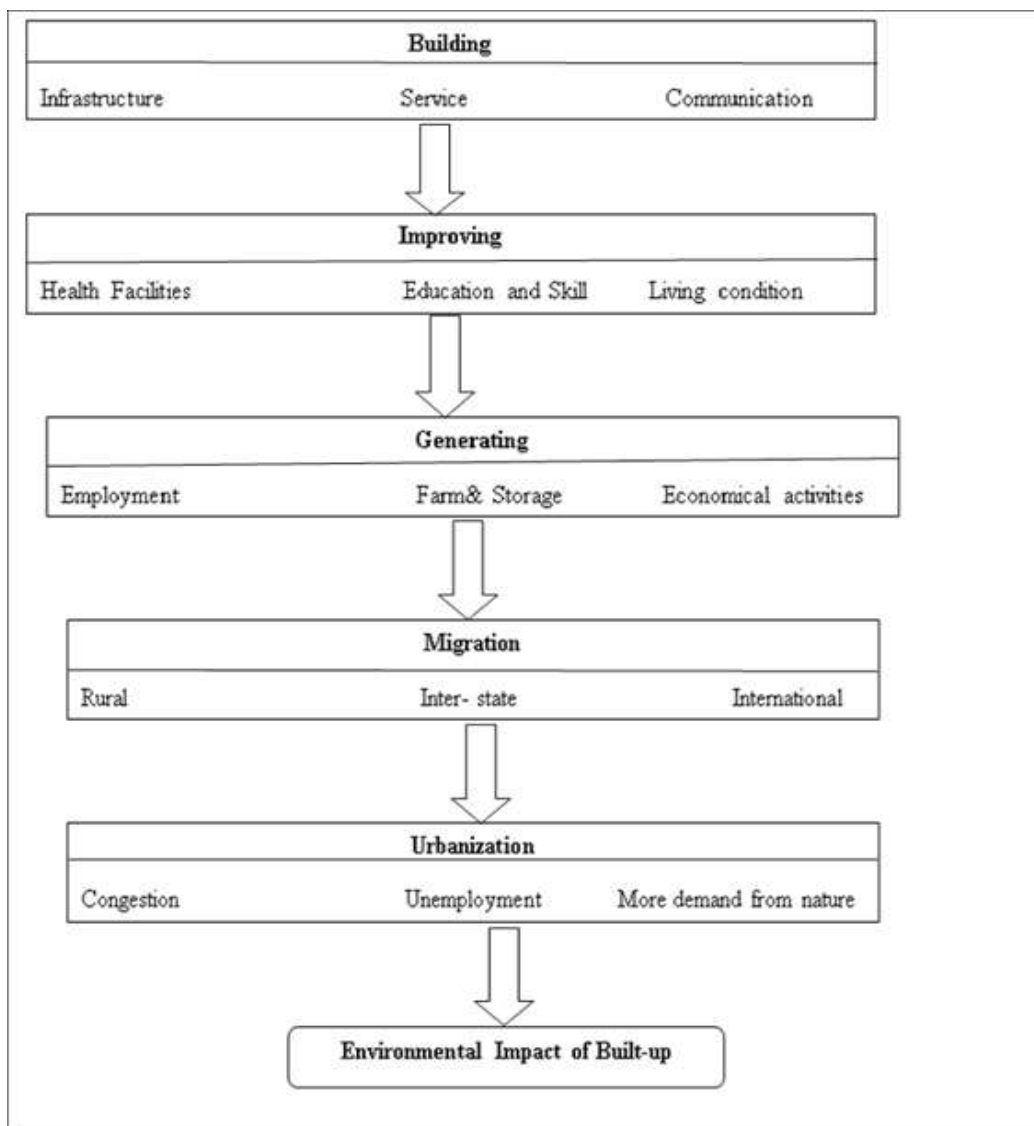 Building
Infrastructure Service Communication
Improving
Health Facilities Education and Skill Living condition
Generating
Employment Farm& Storage Economical activities
Migration
Rural Inter- state International
Urbanization
Congestion Unemployment More demand from nature
Environmental Impact of Built-up